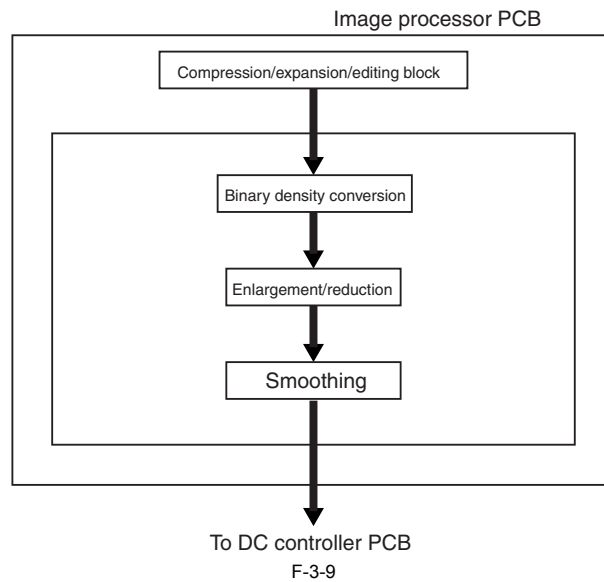 Image processor PCB
Compression/expansion/editing block
Binary density conversion
Enlargement/reduction
Smoothing
To DC controller PCB
F-3-9